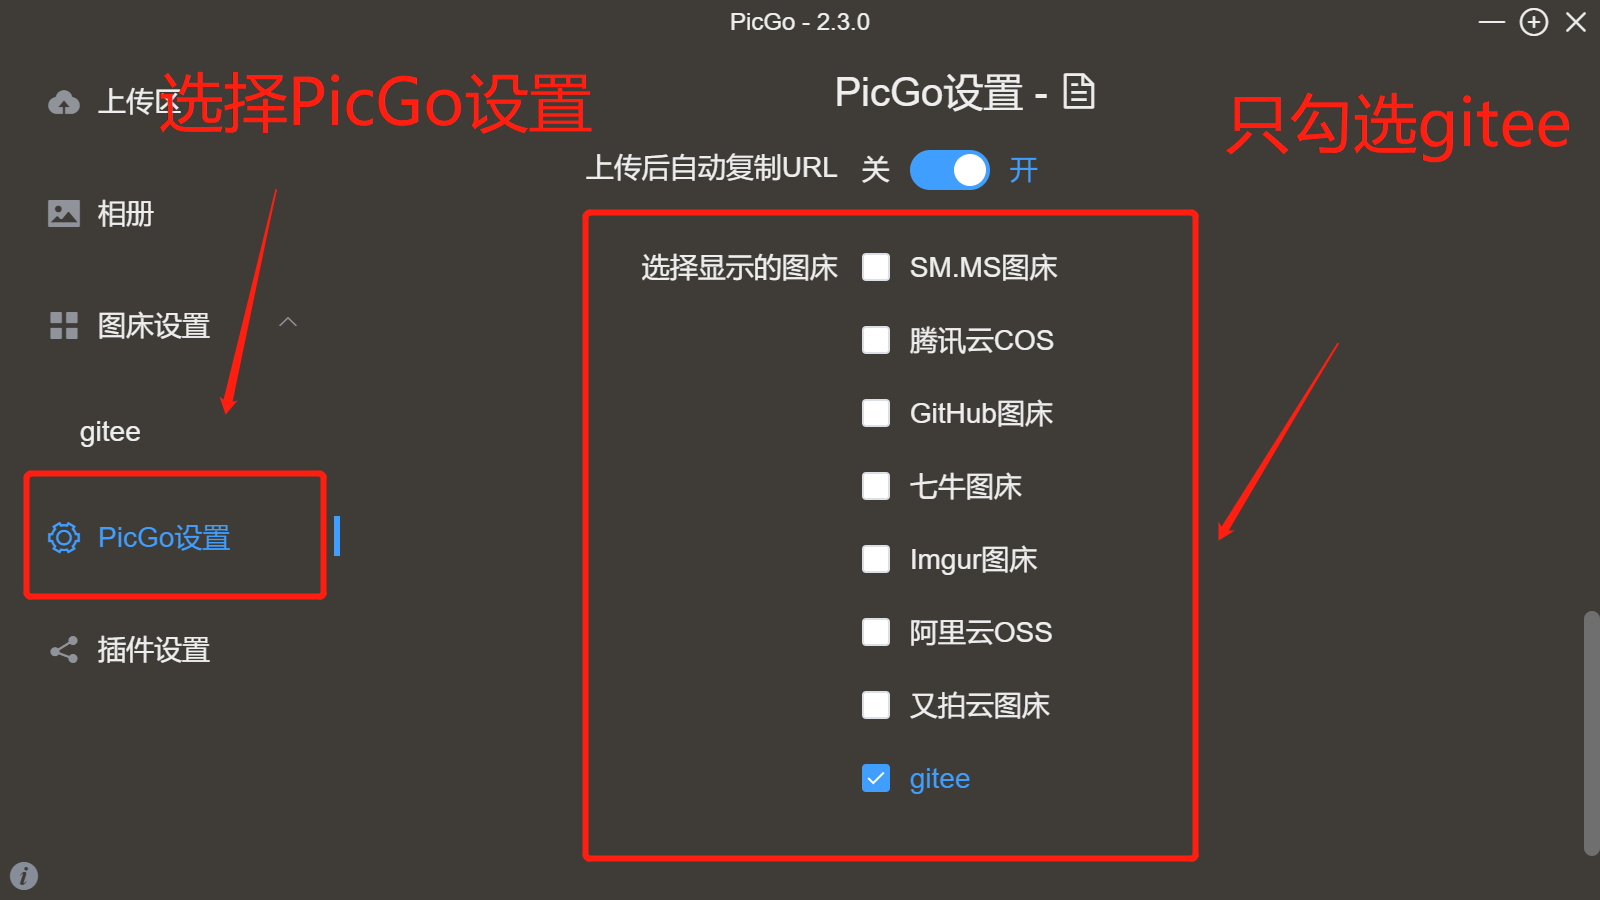 PicGo - 2.3.0
上传区
选择PicGo设置
相册
图床设置
gitee
PicGo设置
插件设置
PicGo设置 -
只勾选gitee
上传后自动复制URL 关 开
选择显示的图床 SM.MS图床
腾讯云COS
GitHub图床
七牛图床
Imgur图床
阿里云OSS
又拍云图床
gitee